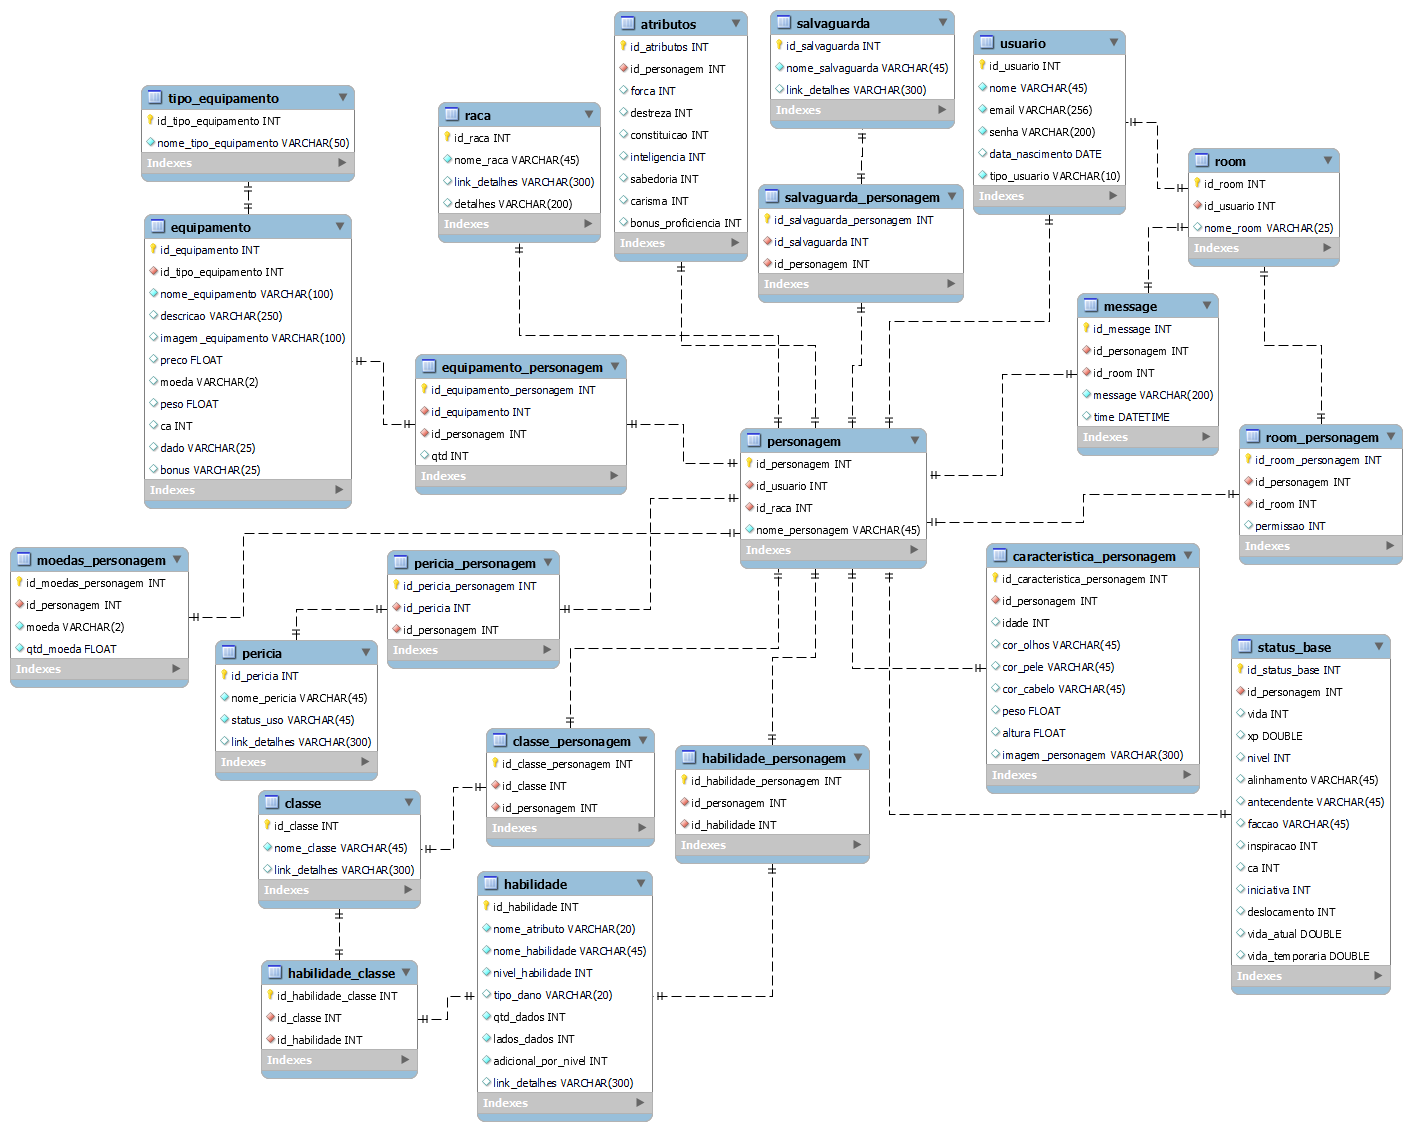 tipo_equipamento
id_tipo_equipamento INT
nome_tipo_equipamento VARCHAR(50)
Indexes
equipamento
id_equipamento INT
id_tipo_equipamento INT
nome_equipamento VARCHAR(100)
descricao VARCHAR(250)
imagem_equipamento VARCHAR(100)
preco FLOAT
moeda VARCHAR(2)
peso FLOAT
ca INT
dado VARCHAR(25)
bonus VARCHAR(25)
Indexes
raca
id_raca INT
nome_raca VARCHAR(45)
link_detalhes VARCHAR(300)
detalhes VARCHAR(200)
Indexes
atributos
id_atributos INT
id_personagem INT
forca INT
destreza INT
constituicao INT
inteligencia INT
sabedoria INT
carisma INT
bonus_proficiencia INT
Indexes
salvaguarda
id_salvaguarda INT
nome_salvaguarda VARCHAR(45)
link_detalhes VARCHAR(300)
Indexes
salvaguarda_personagem
id_salvaguarda_personagem INT
id_salvaguarda INT
id_personagem INT
Indexes
usuario
id_usuario INT
nome VARCHAR(45)
email VARCHAR(256)
senha VARCHAR(200)
data_nascimento DATE
tipo_usuario VARCHAR(10)
Indexes
room
id_room INT
id_usuario INT
nome_room VARCHAR(25)
Indexes
message
id_message INT
id_personagem INT
id_room INT
message VARCHAR(200)
time DATETIME
Indexes
equipamento_personagem
id_equipamento_personagem INT
id_equipamento INT
id_personagem INT
qtd INT
Indexes
personagem
id_personagem INT
id_usuario INT
id_raca INT
nome_personagem VARCHAR(45)
Indexes
room_personagem
id_room_personagem INT
id_personagem INT
id_room INT
permissao INT
Indexes
moedas_personagem
id_moedas_personagem INT
id_personagem INT
moeda VARCHAR(2)
qtd_moeda FLOAT
Indexes
pericia_personagem
id_pericia_personagem INT
id_pericia INT
id_personagem INT
Indexes
pericia
id_pericia INT
nome_pericia VARCHAR(45)
status_uso VARCHAR(45)
link_detalhes VARCHAR(300)
Indexes
caracteristica_personagem
id_caracteristica_personagem INT
id_personagem INT
idade INT
cor_olhos VARCHAR(45)
cor_pele VARCHAR(45)
cor_cabelo VARCHAR(45)
peso FLOAT
altura FLOAT
imagem_personagem VARCHAR(300)
Indexes
status_base
id_status_base INT
id_personagem INT
vida INT
xp DOUBLE
nivel INT
alinhamento VARCHAR(45)
antecendente VARCHAR(45)
faccao VARCHAR(45)
inspiracao INT
ca INT
iniciativa INT
deslocamento INT
vida_atual DOUBLE
vida_temporaria DOUBLE
Indexes
classe_personagem
id_classe_personagem INT
id_classe INT
id_personagem INT
Indexes
habilidade_personagem
id_habilidade_personagem INT
id_personagem INT
id_habilidade INT
Indexes
classe
id_classe INT
nome_classe VARCHAR(45)
link_detalhes VARCHAR(300)
Indexes
habilidade
id_habilidade INT
nome_atributo VARCHAR(20)
nome_habilidade VARCHAR(45)
nivel_habilidade INT
tipo_dano VARCHAR(20)
qtd_dados INT
lados_dados INT
adicional_por_nivel INT
link_detalhes VARCHAR(300)
Indexes
habilidade_classe
id_habilidade_classe INT
id_classe INT
id_habilidade INT
Indexes